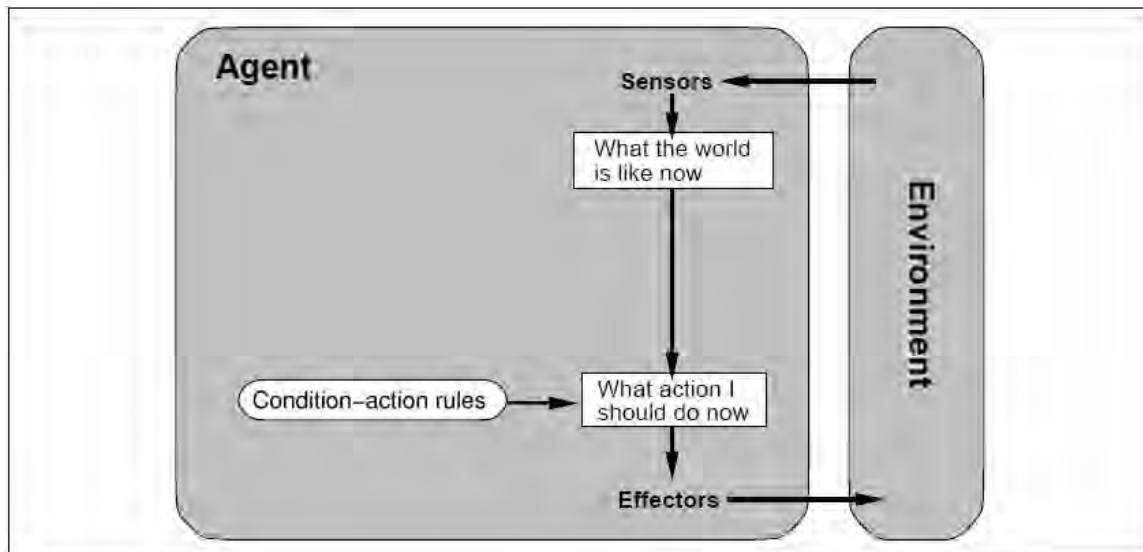 Agent
Sensors
What the world
is like now
Environment
Condition–action rules
What action I
should do now
Effectors